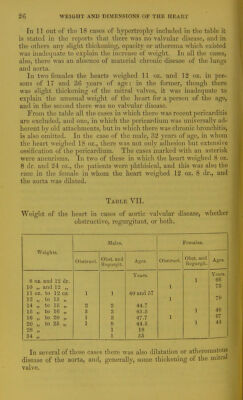 26 WEIGHT AND DIMENSIONS OF THE HEART
In 11 out of the 18 cases of hypertrophy included in the table it
is stated in the reports that there was no valvular disease, and in
the others any slight thickening, opacity or atheroma which existed
was inadequate to explain the increase of weight. In all the cases,
also, there was an absence of material chronic disease of the lungs
and aorta.
In two females the hearts weighed 11 oz. and 12 oz. in per-
sons of 17 and 36 years of age; in the former, though there
was slight thickening of the mitral valves, it was inadequate to
explain the unusual weight of the heart for a person of the age,
and in the second there was no valvular disease.
From the table all the cases in which there was recent pericarditis
are excluded, and one, in which the pericardium was universally ad-
herent by old attachments, but in which there was chronic bronchitis,
is also omitted. In the case of the male, 32 years of age, in whom
the heart weighed 18 oz., there was not only adhesion but extensive
ossification of the pericardium. The cases marked with an asterisk
were aneurisms. In two of these in which the heart weighed 8 oz.
8 dr. and 24 oz., the patients were phthisical, and this was also the
case in the female in whom the heart weighed 12 oz. 8 dr., and
the aorta was dilated.
TABLE VII.
Weight of the heart in cases of aortic valvular disease, whether
obstructive, regurgitant, or both.
Weights. Males. Females.
Obstruct. Obst. and Regurgit. Ages. Obstruct. Obst. and Regurgit. Ages.
Years. Years.
8 oz. and 12 dr. 1 66
10 „ and 12 „ 1 73
11 oz. to 12 oz. 1 1 60 and 57
12 „ to 13 „ 1 79
14 „ to 15 „ 2 2 44.7
15 „ to 16 „ 3 3 1
16 „ to 20 „ 1 3 47.7 1 67
20 „ to 25 „ 1 8 44.5 1 44
28 „ 1 18
34 „ 1 35
In several of these cases there was also dilatation or atheromatous
disease of the aorta, and, generally, some thickening of the mitral
valve.